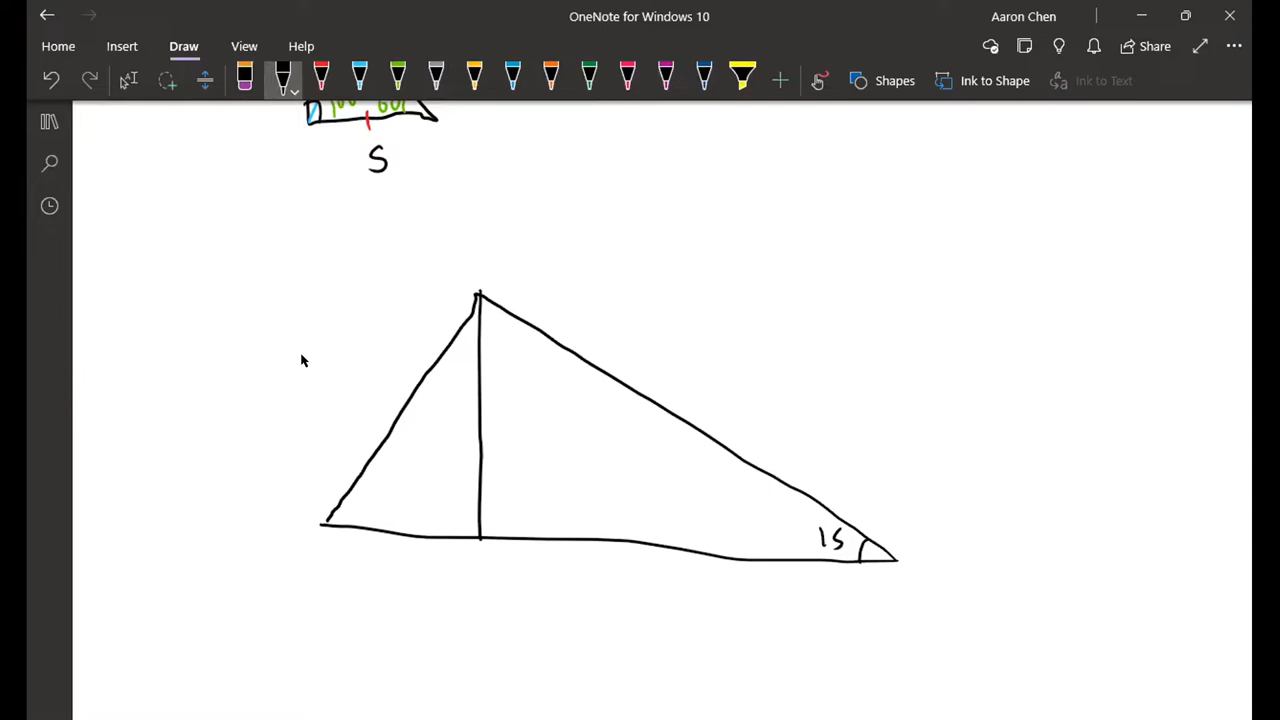 OneNote for Windows 10
Aaron Chen
Home Insert Draw View Help
Share
Shapes
Ink to Shape
Ink to Text
S
15